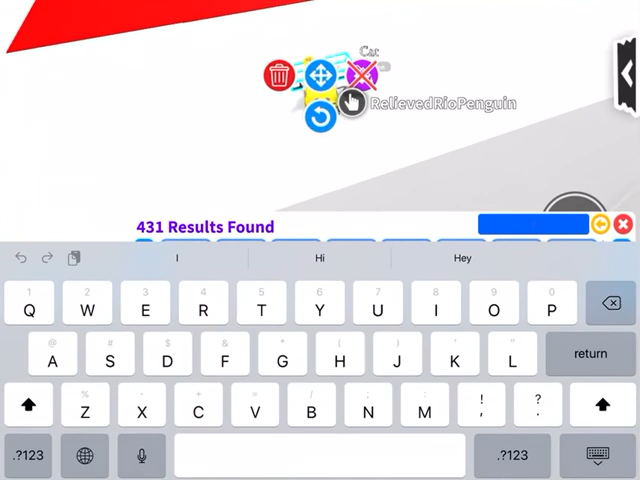 Cat
RelievedRioPenguin
431 Results Found
I Hi Hey
1 2 3 4 5 6 7 8 9 0
Q W E R T Y U I O P
@ # $ & * ( ) ' "
A S D F G H J K L return
% - + = / ; : ! ?
Z X C V B N M , .
.?123 .?123